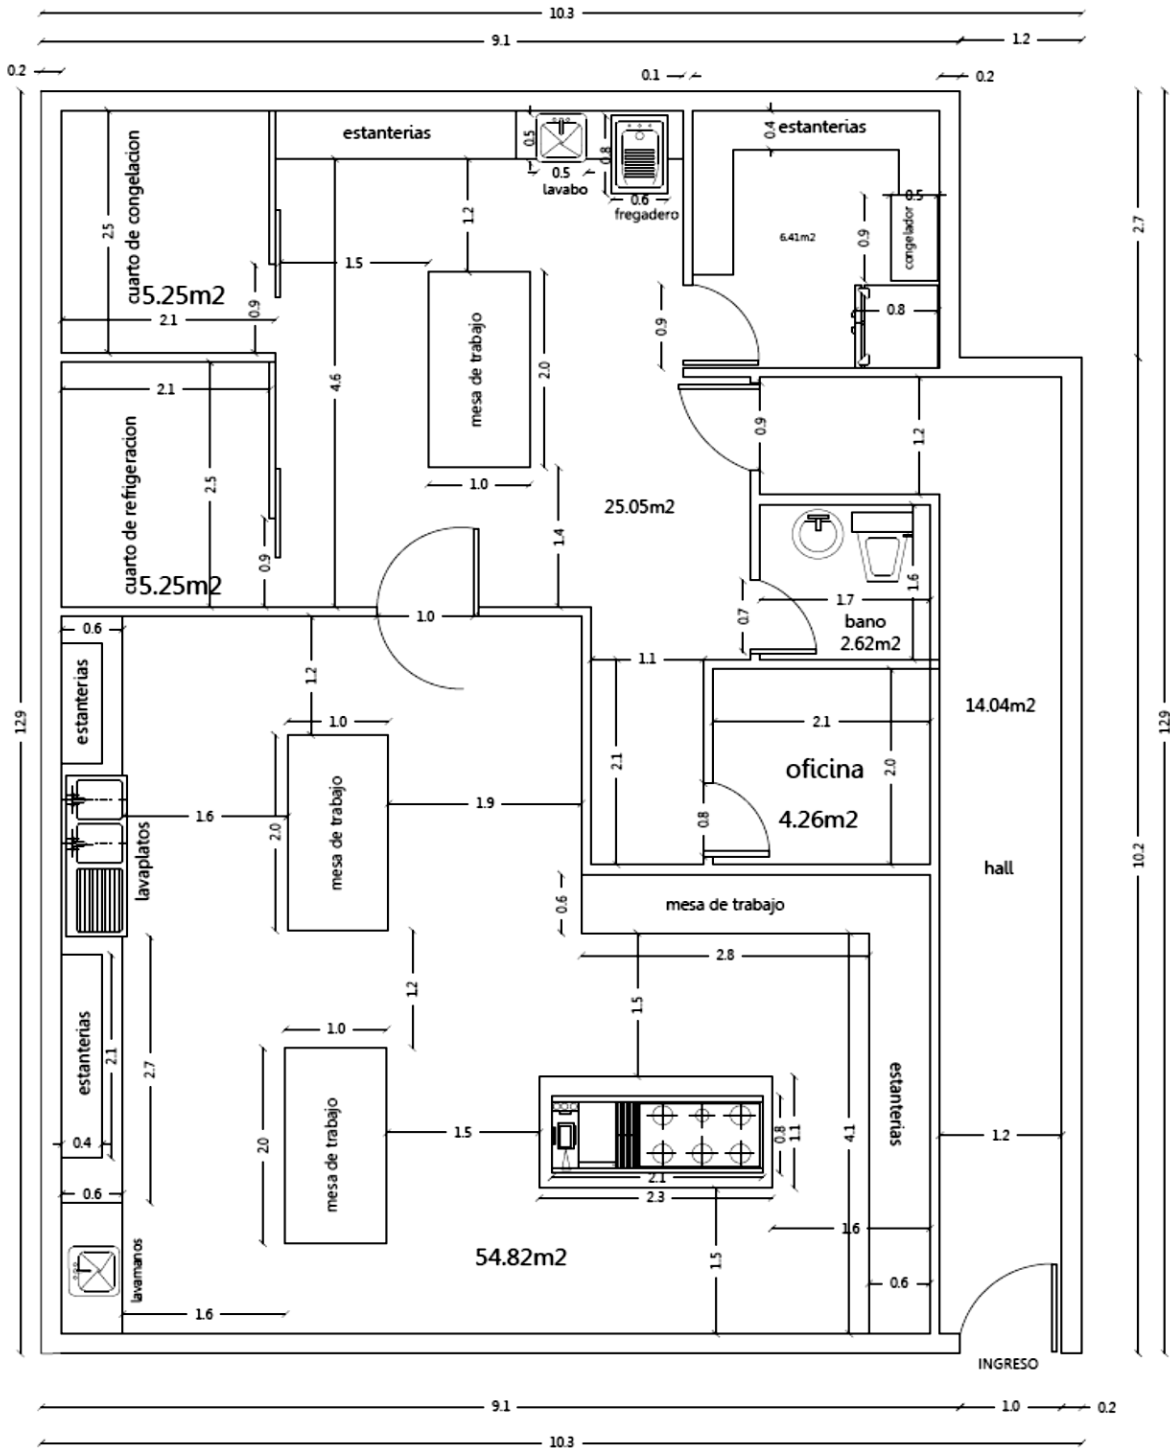 10.3
9.1
1.2
0.2
0.1
0.2
estanterias
0.5
0.5
lavabo
0.8
0.6
fregadero
0.4
estanterias
0.5
congelador
0.9
6.41m2
0.8
2.7
cuarto de congelacion
2.5
5.25m2
2.1
0.9
1.5
1.2
4.6
mesa de trabajo
2.0
1.0
0.9
0.9
1.2
2.1
cuarto de refrigeracion
2.5
5.25m2
0.9
25.05m2
1.4
1.0
1.6
1.7
0.7
bano
2.62m2
0.6
estanterias
1.2
1.0
1.1
2.1
2.1
oficina
4.26m2
2.0
0.8
14.04m2
hall
12.9
12.9
10.2
lavaplatos
1.6
2.0
mesa de trabajo
1.9
0.6
mesa de trabajo
2.8
1.2
1.5
estanterias
2.1
2.7
0.4
0.6
1.0
2.0
mesa de trabajo
1.5
0.8
1.1
2.1
2.3
4.1
estanterias
1.2
1.6
0.6
1.5
54.82m2
lavamanos
1.6
INGRESO
9.1
1.0
0.2
10.3